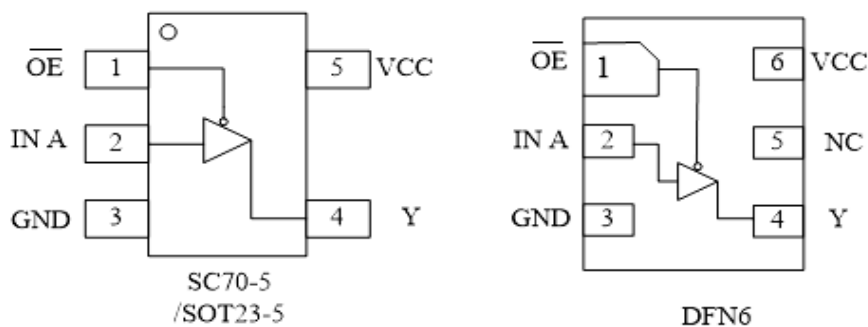 OE 1 5 VCC
IN A 2
GND 3 4 Y
SC70-5
/SOT23-5
OE 1 6 VCC
IN A 2 5 NC
GND 3 4 Y
DFN6